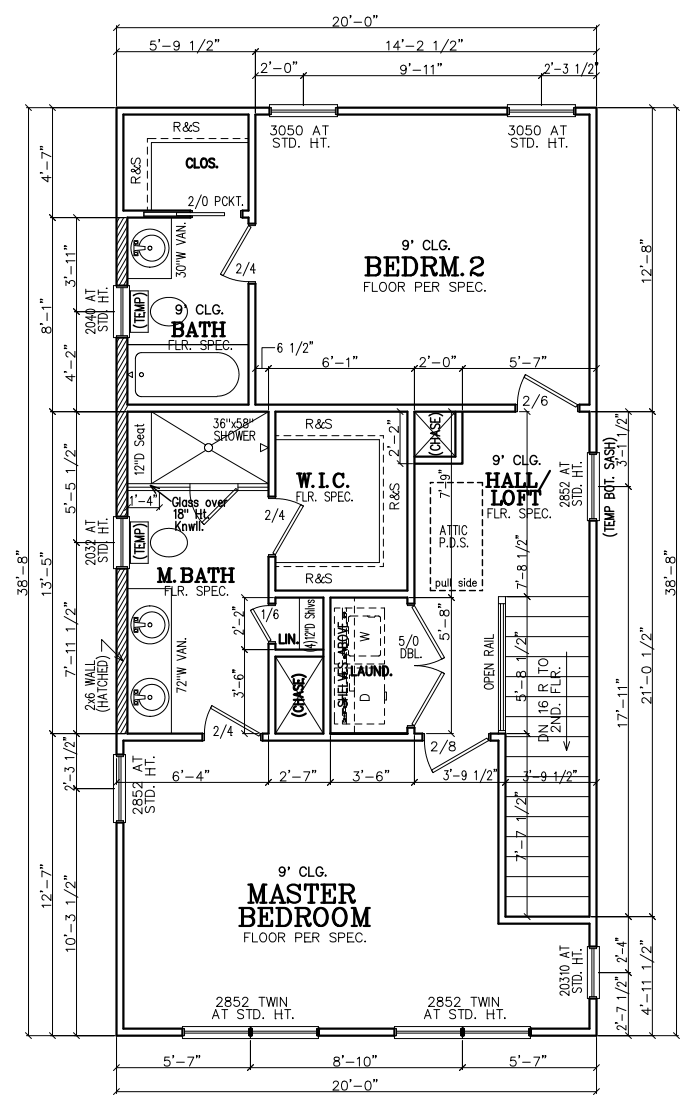 20'-0"
5'-9 1/2"
14'-2 1/2"
2'-0"
9'-11"
2'-3 1/2"
R&S
3050 AT
STD. HT.
3050 AT
STD. HT.
4'-7"
R&S
CLOS.
2/0 PCKT.
30"W VAN.
3'-11"
2/4
9' CLG.
BEDRM.2
FLOOR PER SPEC.
12'-8"
2040 AT
STD. HT.
(TEMP)
9' CLG.
BATH
FLR. SPEC.
8'-1"
4'-2"
6 1/2"
6'-1"
2'-0"
5'-7"
2/6
12"D Seat
36"x58"
SHOWER
R&S
2'-2"
(CHASE)
3'-1 1/2"
9' CLG.
HALL/
LOFT
FLR. SPEC.
2852 AT
STD. HT.
(TEMP BOT. SASH)
5'-5 1/2"
W.I.C.
FLR. SPEC.
R&S
7'-9"
1'-4"
Glass over
18" Ht.
Knwll.
2/4
ATTIC
P.D.S.
pull side
7'-8 1/2"
2032 AT
STD. HT.
(TEMP)
38'-8"
13'-5"
38'-8"
M.BATH
FLR. SPEC.
R&S
2'-2"
1/6
LIN.
(4)12"D Shlvs
SHELVES ABOVE
W
LAUND.
D
5/0
DBL.
5'-8"
OPEN RAIL
5'-8 1/2"
DN 16 R TO
2ND. FLR.
7'-11 1/2"
2x6 WALL
(HATCHED)
72"W VAN.
3'-6"
(CHASE)
17'-11"
21'-0 1/2"
2/4
2/8
2'-3 1/2"
2852 AT
STD. HT.
6'-4"
2'-7"
3'-6"
3'-9 1/2"
3'-9 1/2"
7'-7 1/2"
12'-7"
10'-3 1/2"
9' CLG.
MASTER
BEDROOM
FLOOR PER SPEC.
20310 AT
STD. HT.
2'-4"
2'-7 1/2"
4'-11 1/2"
2852 TWIN
AT STD. HT.
2852 TWIN
AT STD. HT.
5'-7"
8'-10"
5'-7"
20'-0"